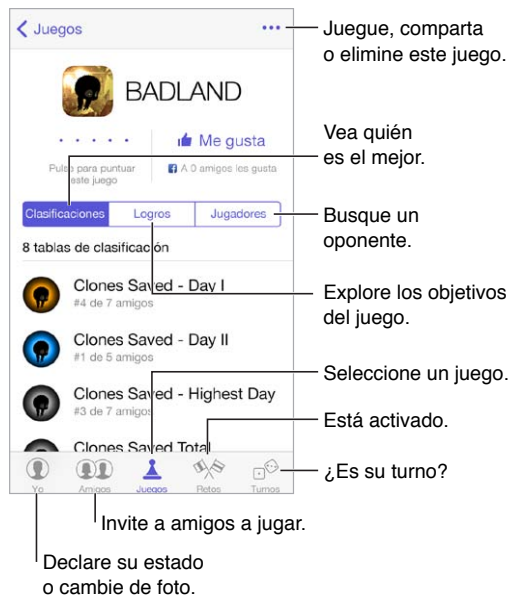 Juegos
Juegue, comparta
o elimine este juego.
BADLAND
Me gusta
Pulse para puntuar
este juego
A 0 amigos les gusta
Vea quién
es el mejor.
Clasificaciones
Logros
Jugadores
Busque un
oponente.
8 tablas de clasificación
Clones Saved - Day I
#4 de 7 amigos
Explore los objetivos
del juego.
Clones Saved - Day II
#1 de 5 amigos
Seleccione un juego.
Clones Saved - Highest Day
#3 de 7 amigos
Está activado.
Clones Saved Total
¿Es su turno?
Yo
Amigos
Juegos
Retos
Turnos
Invite a amigos a jugar.
Declare su estado
o cambie de foto.